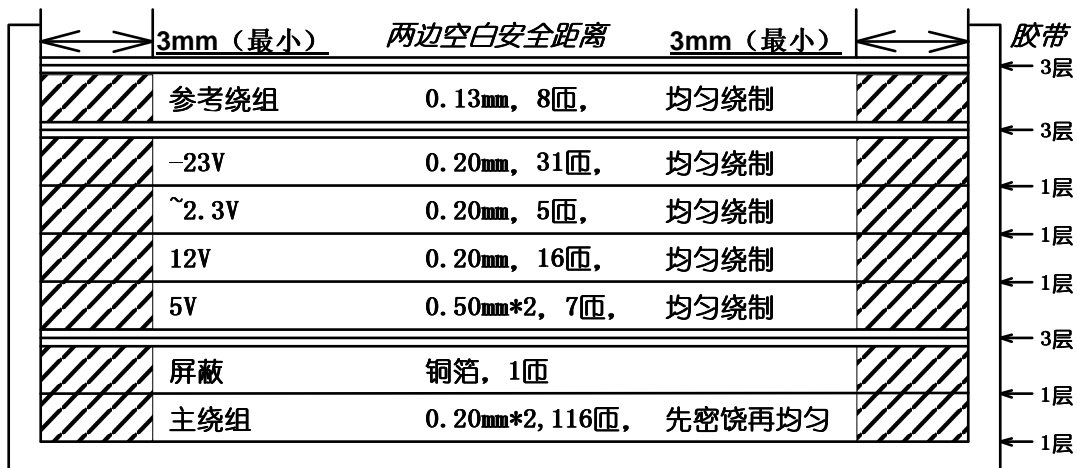 3mm（最小） 两边空白安全距离 3mm（最小） 胶带
3层
参考绕组 0.13mm, 8匝, 均匀绕制
3层
-23V 0.20mm, 31匝, 均匀绕制
1层
~2.3V 0.20mm, 5匝, 均匀绕制
1层
12V 0.20mm, 16匝, 均匀绕制
1层
5V 0.50mm*2, 7匝, 均匀绕制
3层
屏蔽 铜箔, 1匝
1层
主绕组 0.20mm*2,116匝, 先密饶再均匀
1层